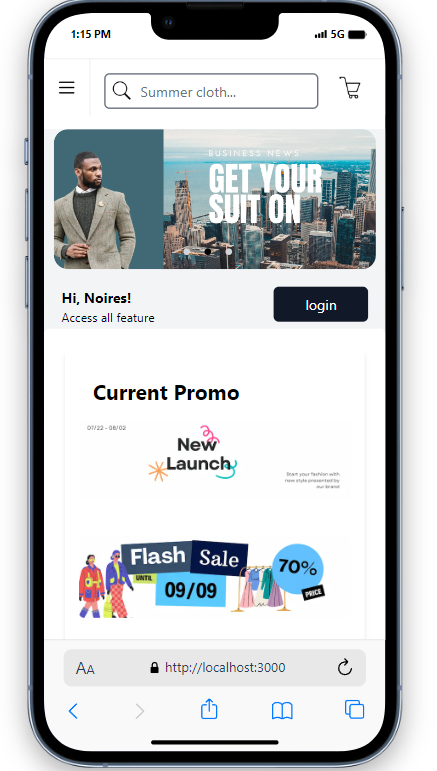 1:15 PM
5G
Summer cloth...
BUSINESS NEWS
GET YOUR
SUIT ON
Hi, Noires!
Access all feature
login
Current Promo
07/22 - 08/02
New
Launch
Start your fashion with
new style presented by
our brand
Flash Sale
UNTIL
09/09
70%
PRICE
AA
http://localhost:3000